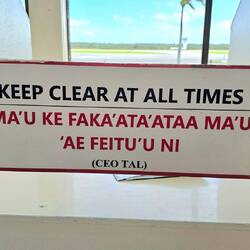 KEEP CLEAR AT ALL TIMES
MA'U KE FAKA'ATA'ATAA MA'U
'AE FEITU'U NI
(CEO TAL)